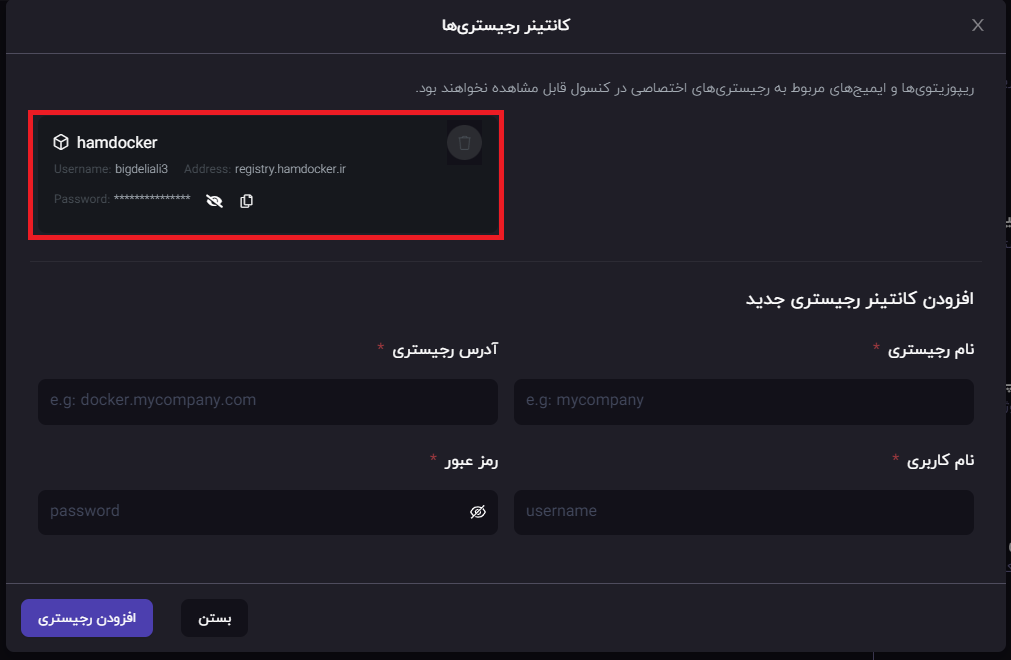 کانتینر رجیستری‌ها
ریپوزیتوی‌ها و ایمیج‌های مربوط به رجیستری‌های اختصاصی در کنسول قابل مشاهده نخواهند بود.
hamdocker
Username: bigdeliali3 Address: registry.hamdocker.ir
Password: ***************
افزودن کانتینر رجیستری جدید
نام رجیستری * آدرس رجیستری *
e.g: mycompany e.g: docker.mycompany.com
نام کاربری * رمز عبور *
username password
افزودن رجیستری بستن